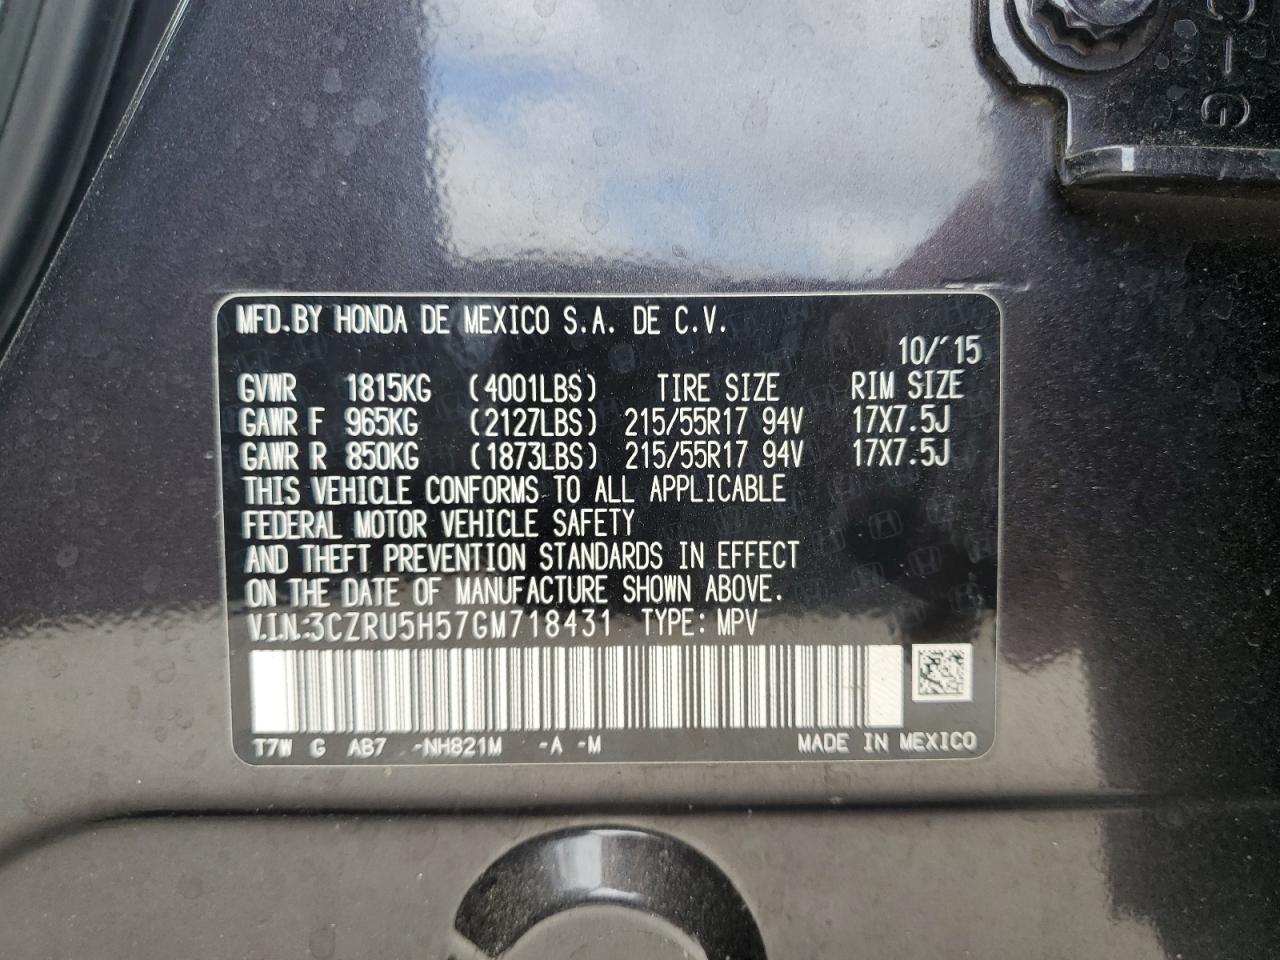 MFD.BY HONDA DE MEXICO S.A. DE C.V.
10/'15
GVWR 1815KG (4001LBS) TIRE SIZE RIM SIZE
GAWR F 965KG (2127LBS) 215/55R17 94V 17X7.5J
GAWR R 850KG (1873LBS) 215/55R17 94V 17X7.5J
THIS VEHICLE CONFORMS TO ALL APPLICABLE
FEDERAL MOTOR VEHICLE SAFETY
AND THEFT PREVENTION STANDARDS IN EFFECT
ON THE DATE OF MANUFACTURE SHOWN ABOVE.
V.I.N.:3CZRU5H57GM718431 TYPE: MPV
T7W G AB7 -NH821M -A -M MADE IN MEXICO